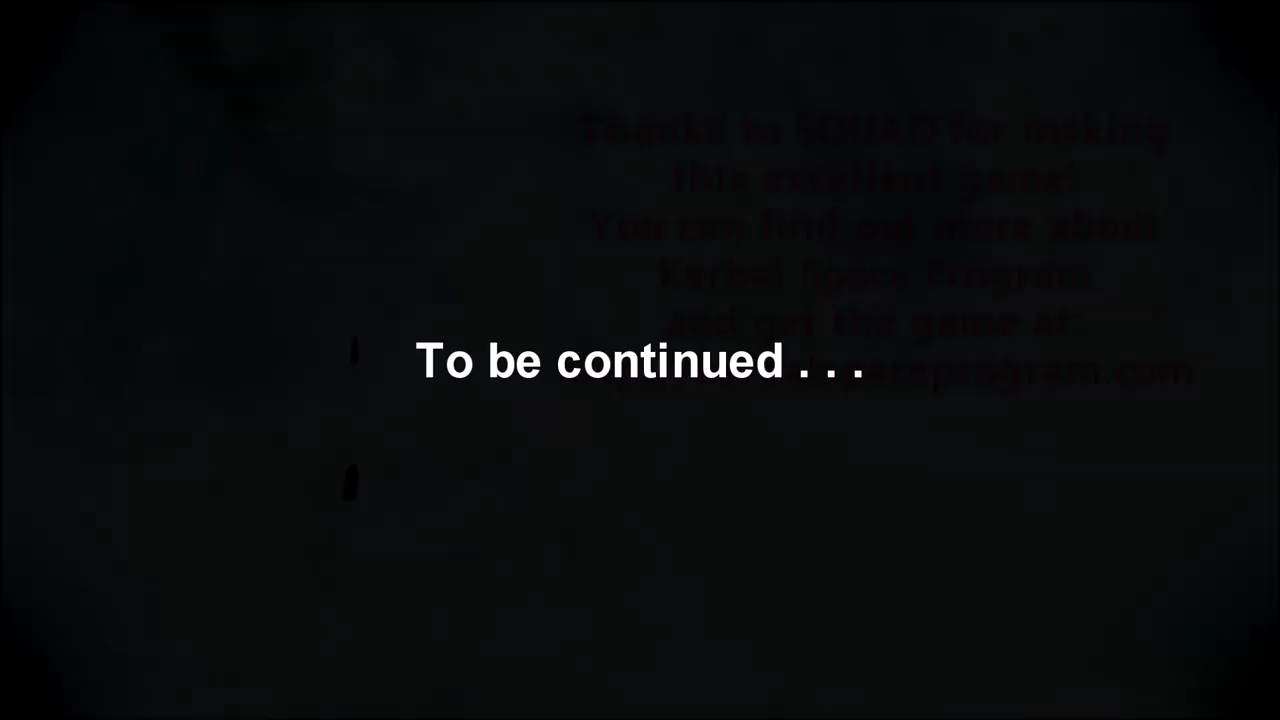 Thanks to SQUAD for making
this excellent game!
You can find out more about
Kerbal Space Program
and get the game at
To be continued . . .